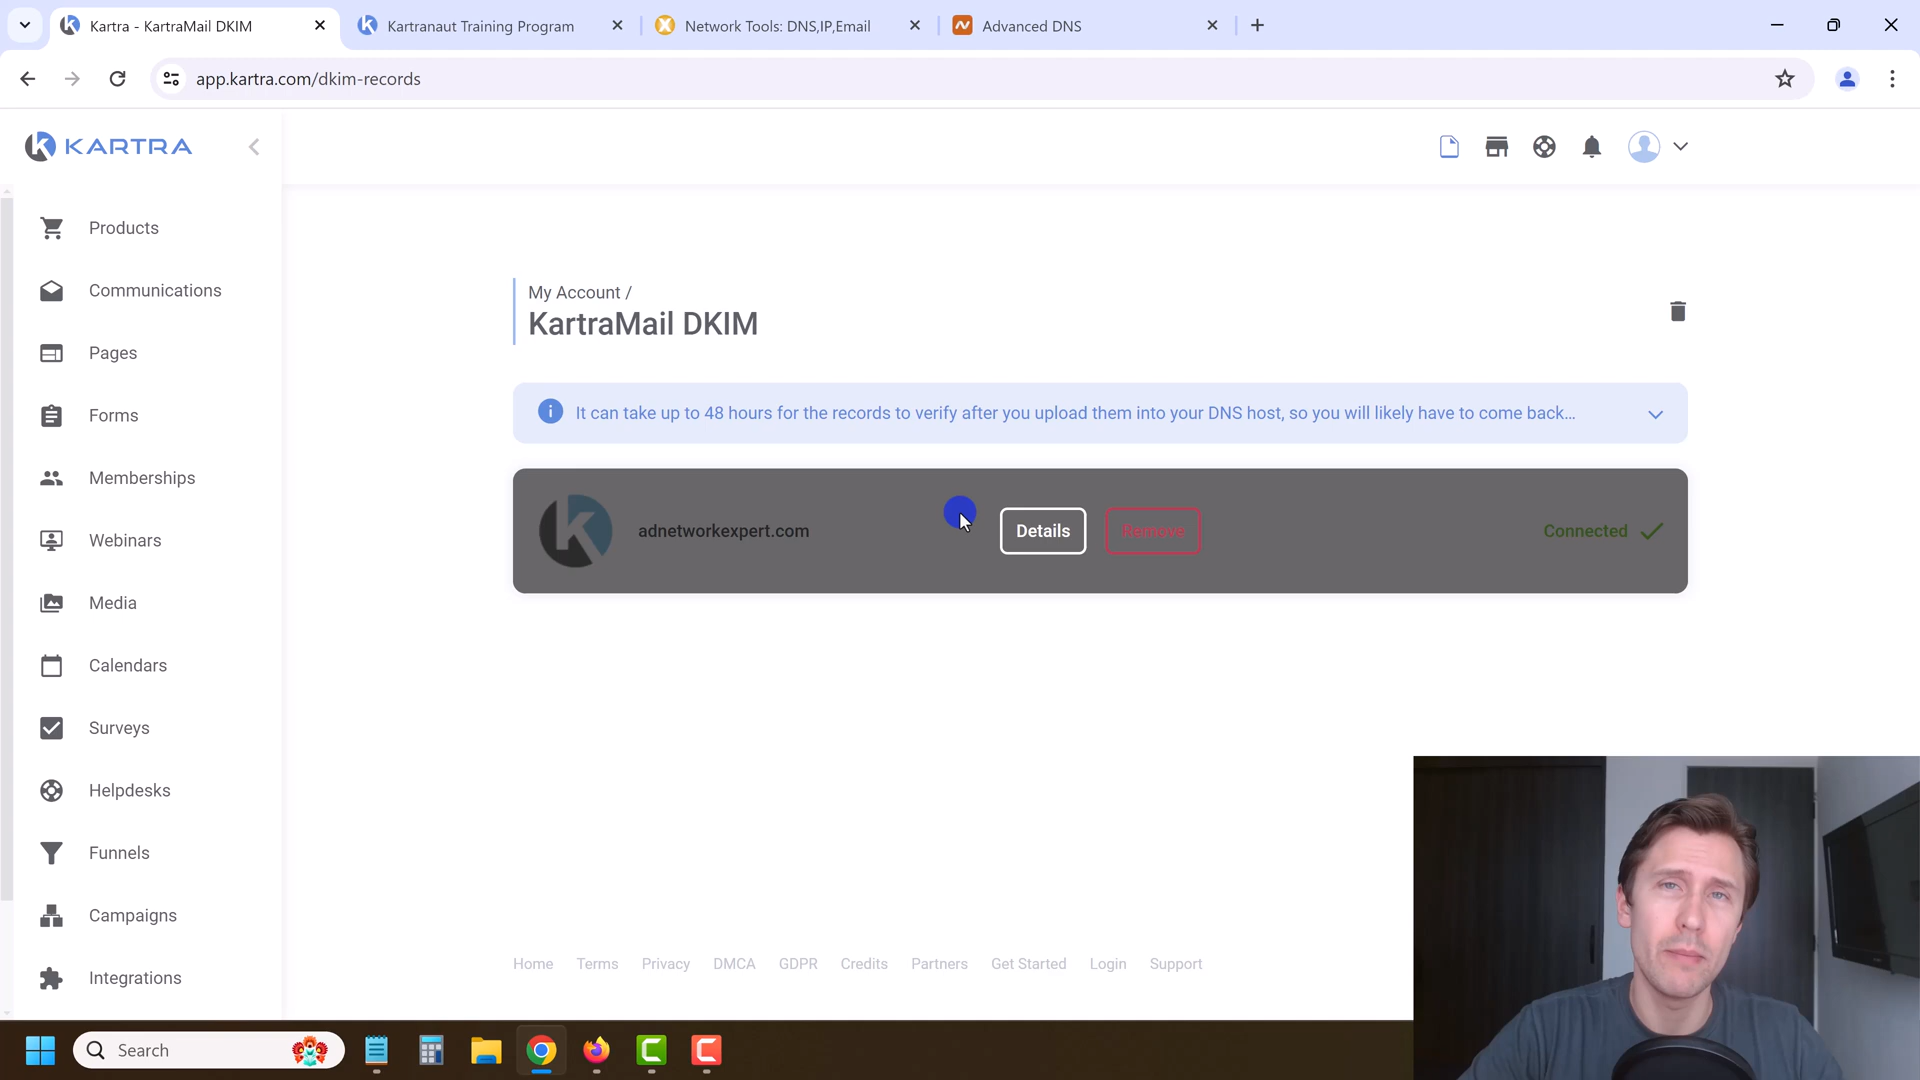 Kartra - KartraMail DKIM
Kartranaut Training Program
Network Tools: DNS,IP,Email
Advanced DNS
app.kartra.com/dkim-records
KARTRA
Products
Communications
Pages
Forms
Memberships
Webinars
Media
Calendars
Surveys
Helpdesks
Funnels
Campaigns
Integrations
My Account /
KartraMail DKIM
It can take up to 48 hours for the records to verify after you upload them into your DNS host, so you will likely have to come back...
adnetworkexpert.com
Details
Remove
Connected
Home Terms Privacy DMCA GDPR Credits Partners Get Started Login Support
Search